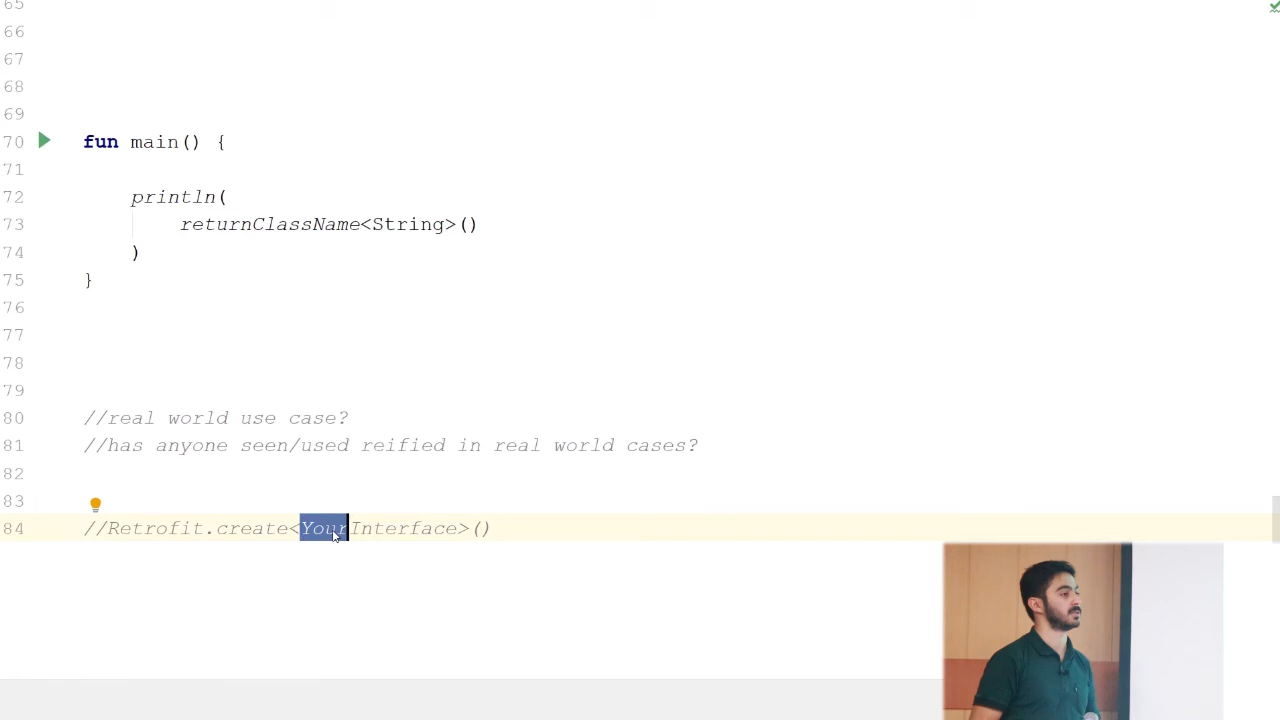 65
66
67
68
69
70 fun main() {
71
72 println(
73 returnClassName<String>()
74 )
75 }
76
77
78
79
80 //real world use case?
81 //has anyone seen/used reified in real world cases?
82
83
84 //Retrofit.create<YourInterface>()